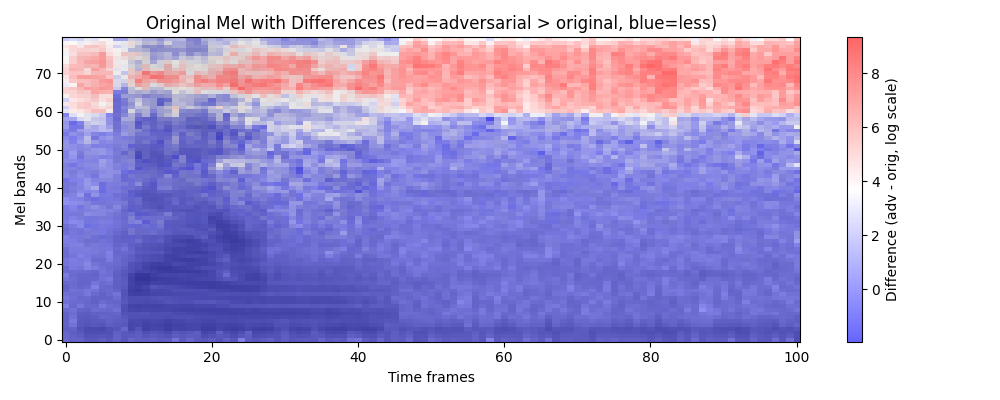 Original Mel with Differences (red=adversarial > original, blue=less)
Mel bands
70
60
50
40
30
20
10
0
0 20 40 60 80 100
Time frames
8
6
4
2
0
Difference (adv - orig, log scale)